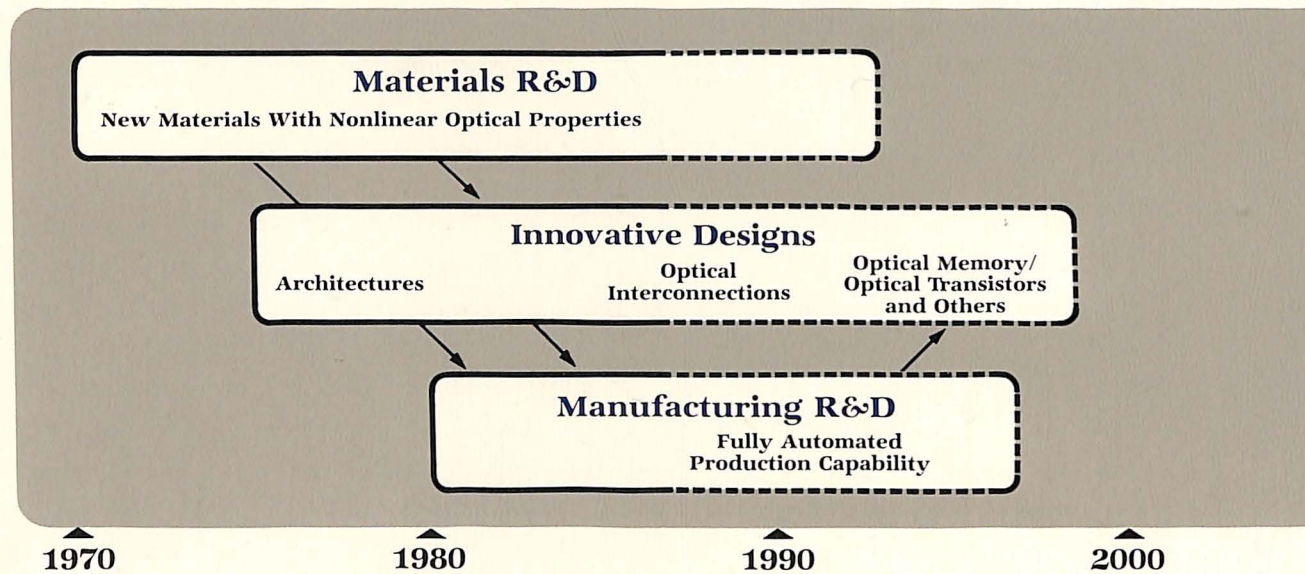 Materials R&D
New Materials With Nonlinear Optical Properties
Innovative Designs
Architectures
Optical
Interconnections
Optical Memory/
Optical Transistors
and Others
Manufacturing R&D
Fully Automated
Production Capability
1970 1980 1990 2000